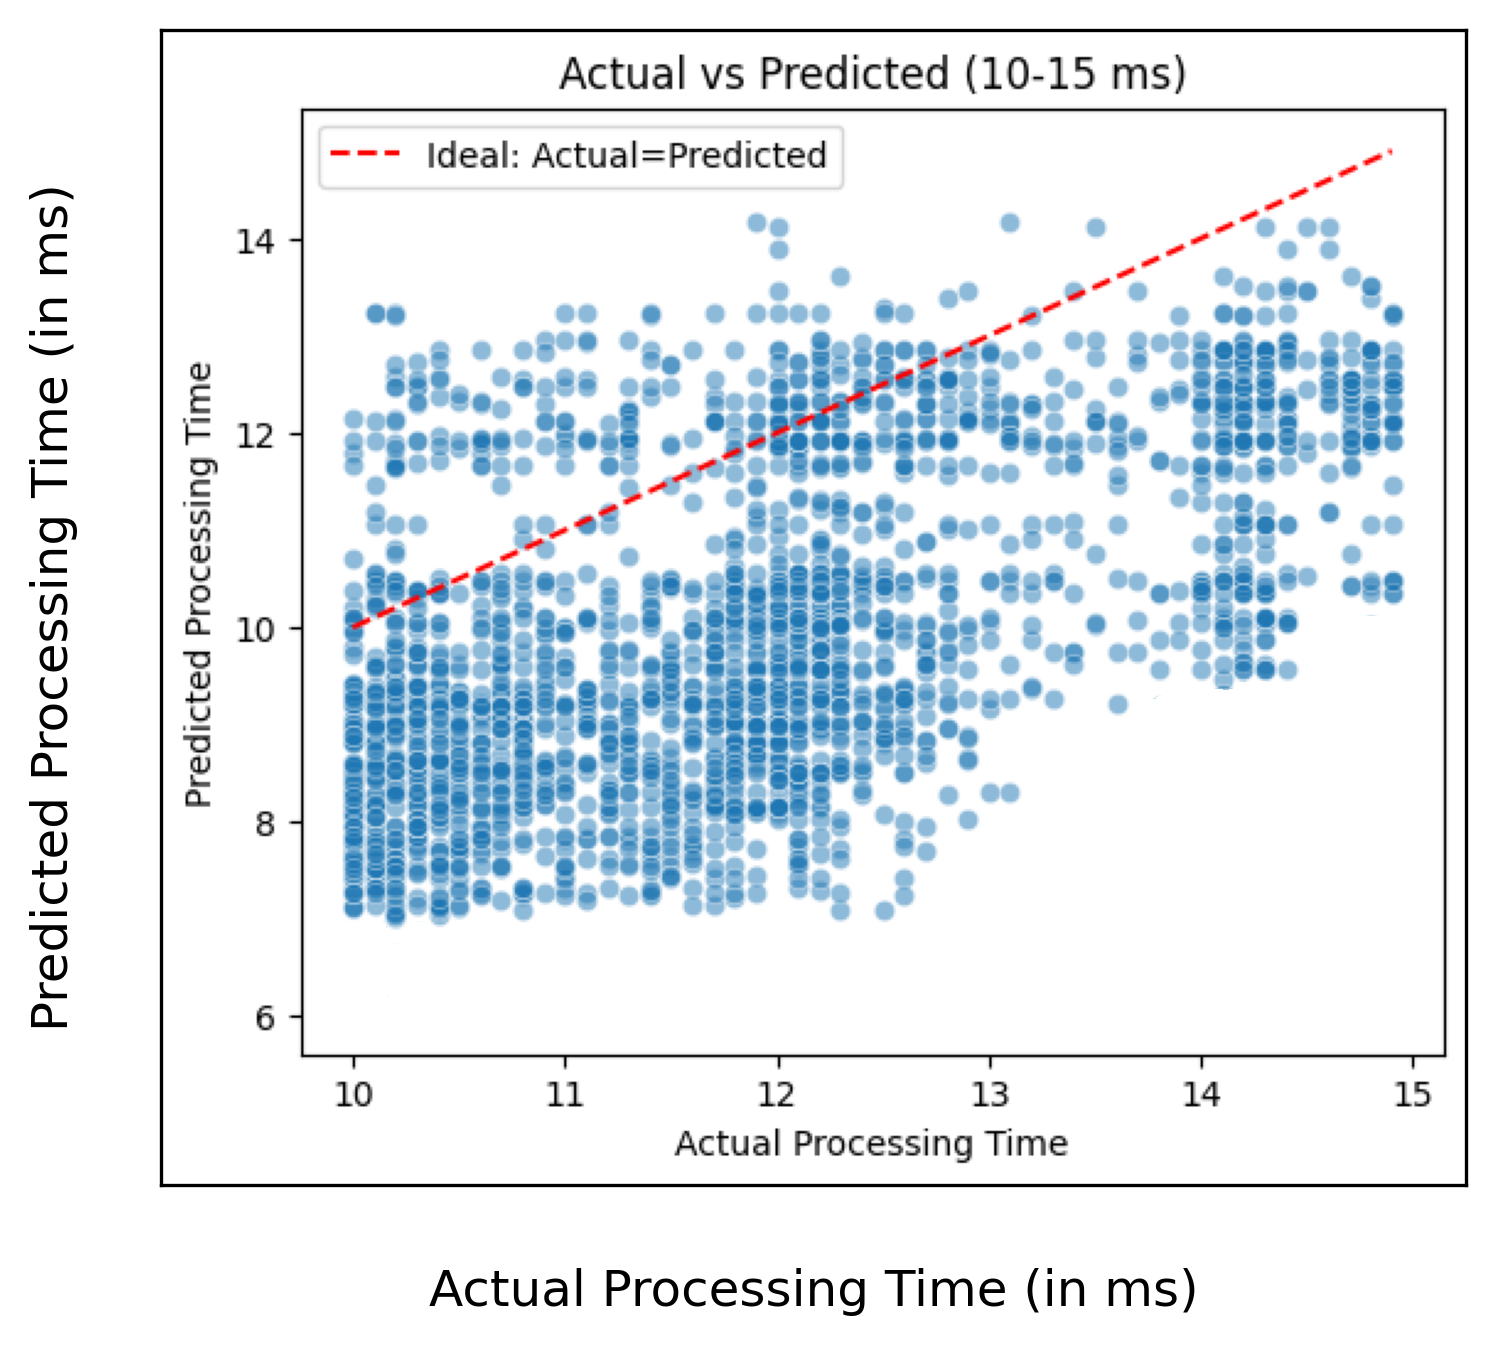 Actual vs Predicted (10-15 ms)
Ideal: Actual=Predicted
Predicted Processing Time (in ms)
Predicted Processing Time
14
12
10
8
6
10 11 12 13 14 15
Actual Processing Time
Actual Processing Time (in ms)